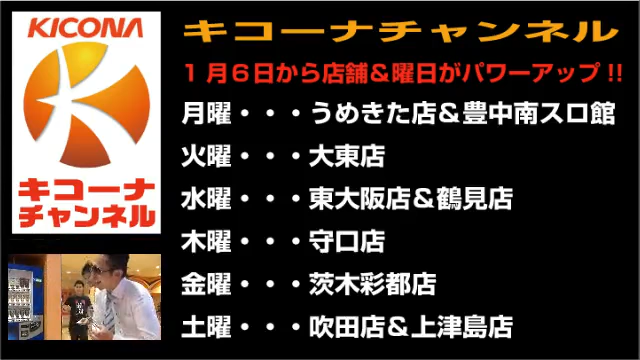 KICONA
キコーナ
チャンネル
キコーナチャンネル
1月6日から店舗＆曜日がパワーアップ!!
月曜・・・うめきた店＆豊中南スロ館
火曜・・・大東店
水曜・・・東大阪店＆鶴見店
木曜・・・守口店
金曜・・・茨木彩都店
土曜・・・吹田店＆上津島店